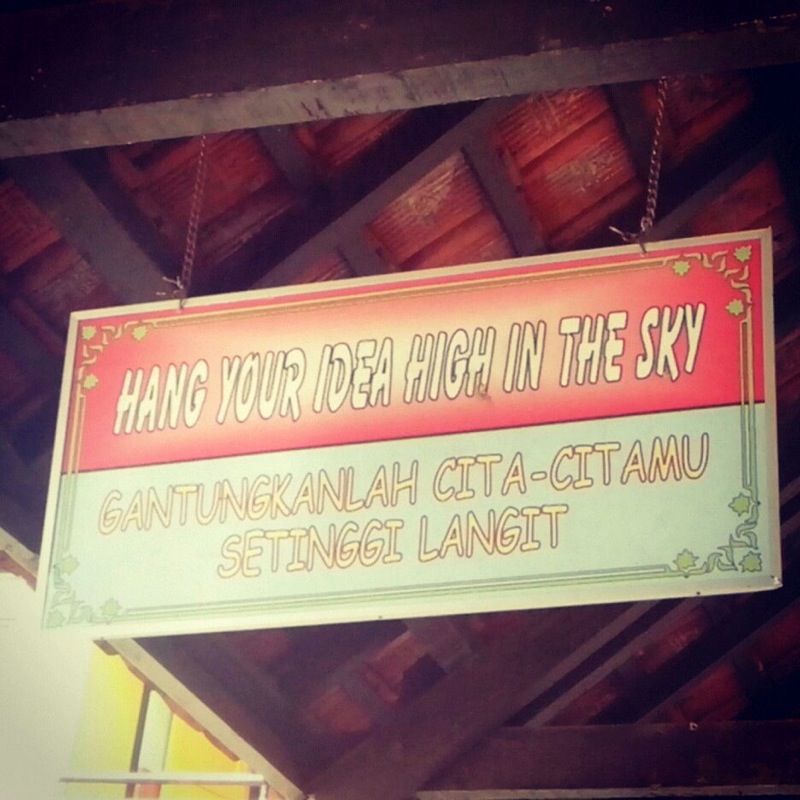 HANG YOUR IDEA HIGH IN THE SKY
GANTUNGKANLAH CITA-CITAMU
SETINGGI LANGIT